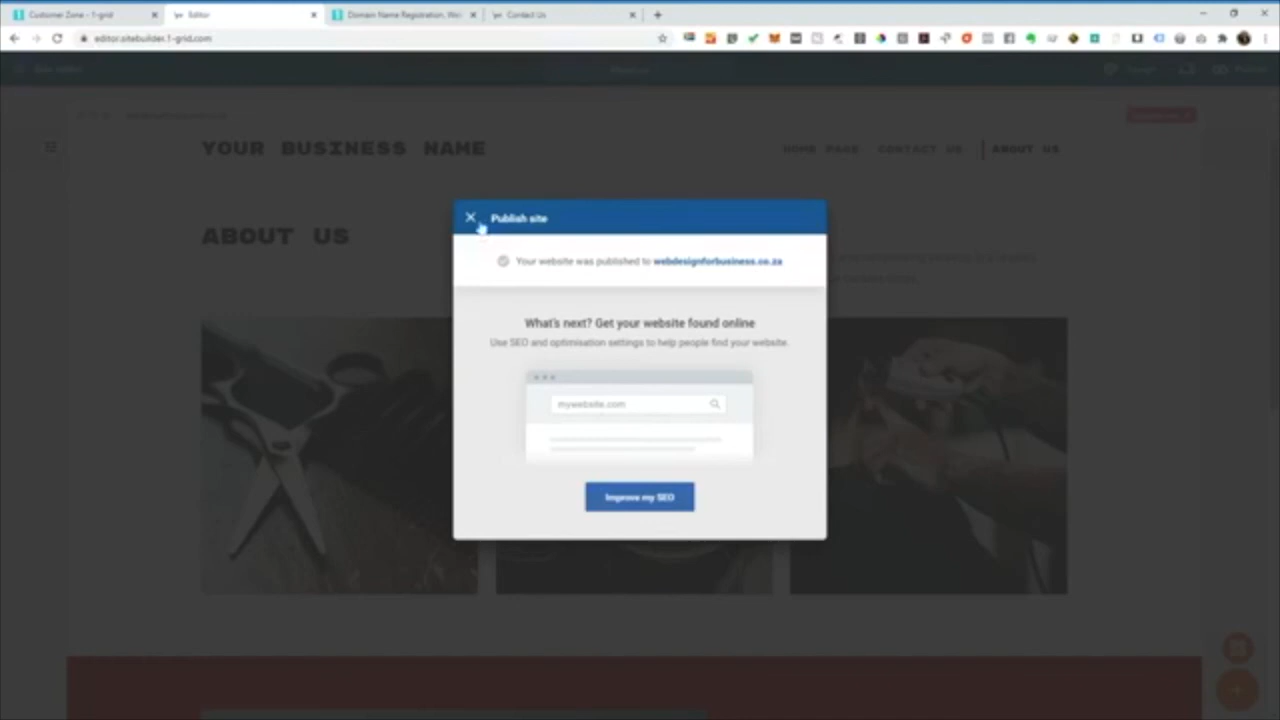 Customer Zone - 1-grid
Editor
Domain Name Registration, We
Contact Us
editor.sitebuilder.1-grid.com
YOUR BUSINESS NAME
HOME PAGE
CONTACT US
ABOUT US
ABOUT US
Publish site
Your website was published to webdesignforbusiness.co.za
What's next? Get your website found online
Use SEO and optimisation settings to help people find your website.
mywebsite.com
Improve my SEO